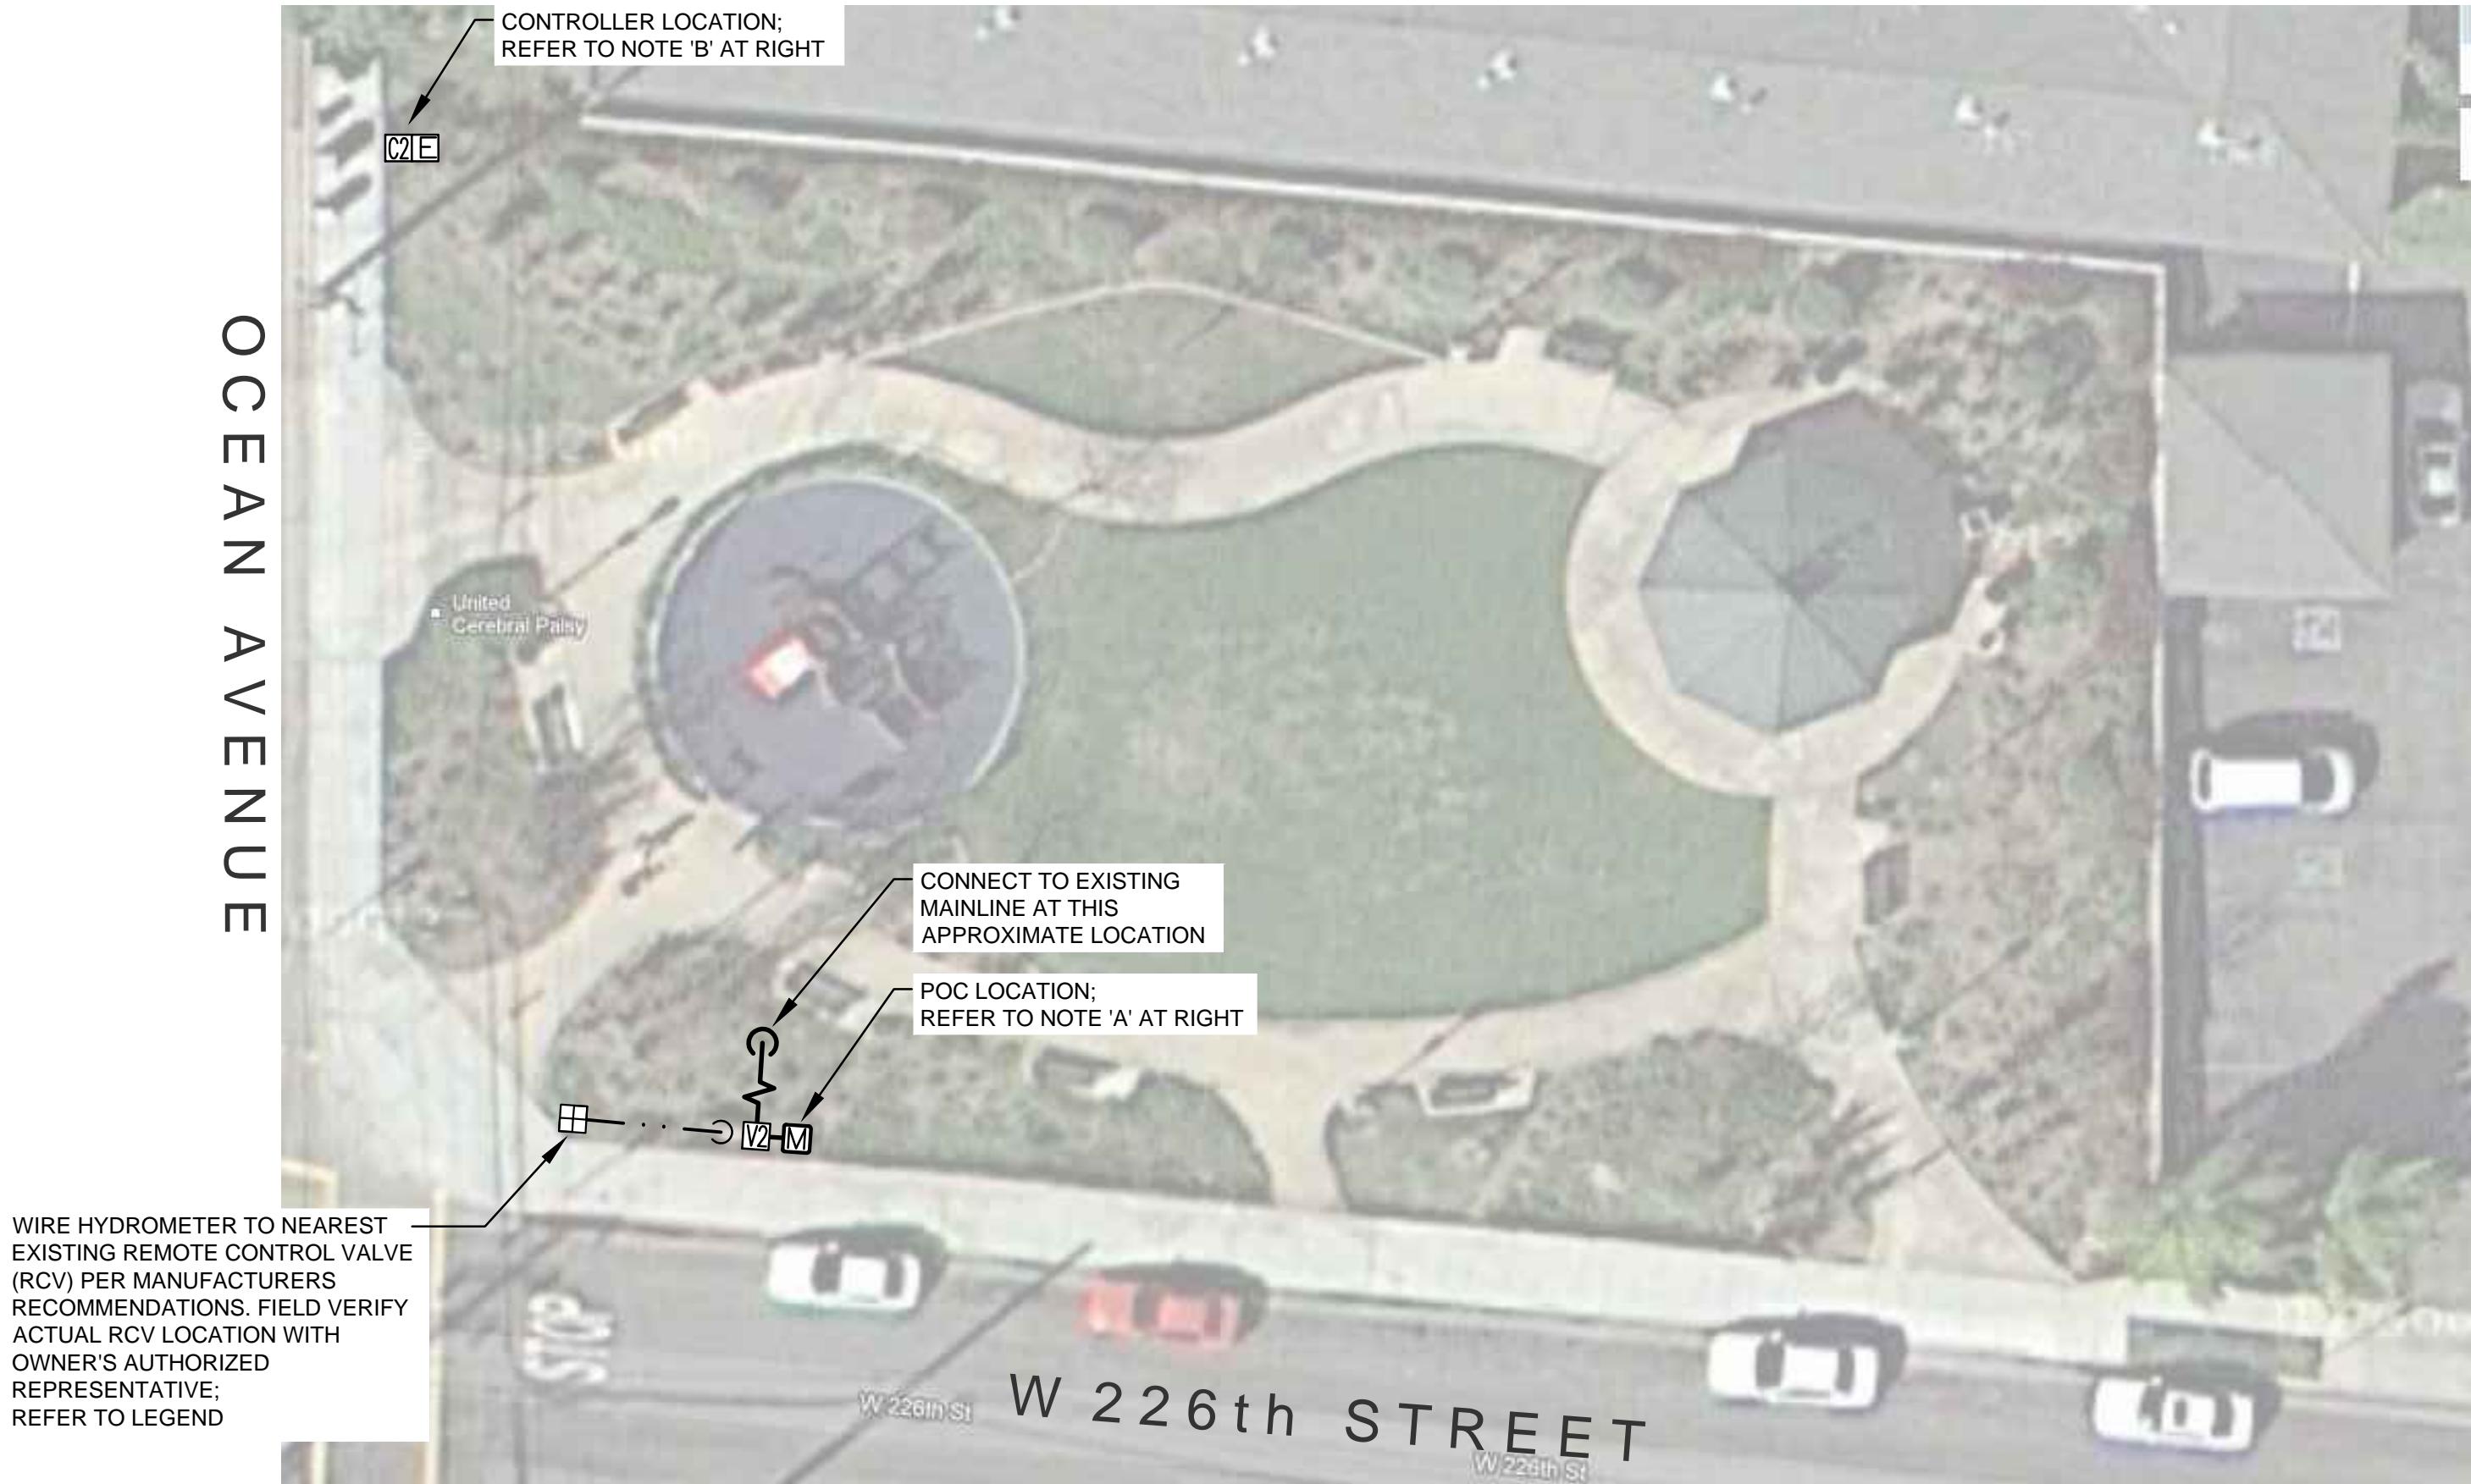 CONTROLLER LOCATION;
REFER TO NOTE 'B' AT RIGHT
C2 E
OCEAN AVENUE
United
Cerebral Palsy
CONNECT TO EXISTING
MAINLINE AT THIS
APPROXIMATE LOCATION
POC LOCATION;
REFER TO NOTE 'A' AT RIGHT
V2 M
WIRE HYDROMETER TO NEAREST
EXISTING REMOTE CONTROL VALVE
(RCV) PER MANUFACTURERS
RECOMMENDATIONS. FIELD VERIFY
ACTUAL RCV LOCATION WITH
OWNER'S AUTHORIZED
REPRESENTATIVE;
REFER TO LEGEND
STOP
W 226th St
W 226th STREET
W 226th St